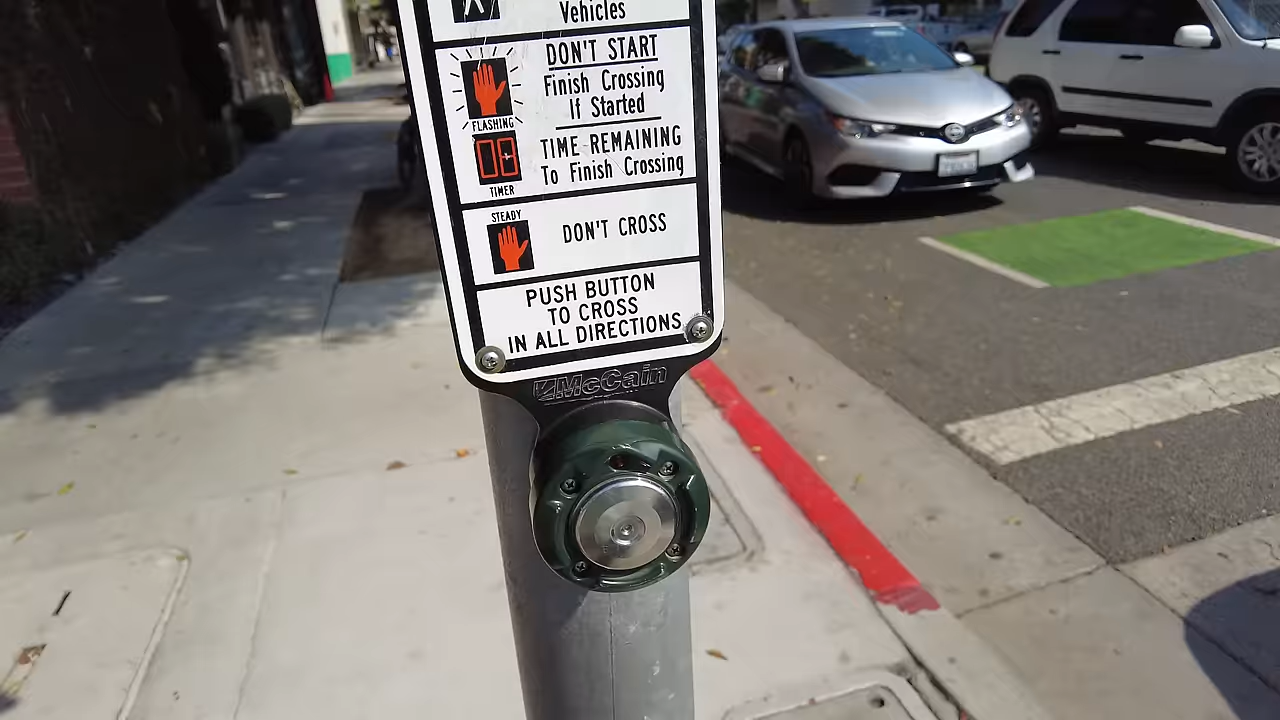 Vehicles
DON'T START
Finish Crossing
If Started
FLASHING
TIME REMAINING
To Finish Crossing
TIMER
STEADY
DON'T CROSS
PUSH BUTTON
TO CROSS
IN ALL DIRECTIONS
McCain